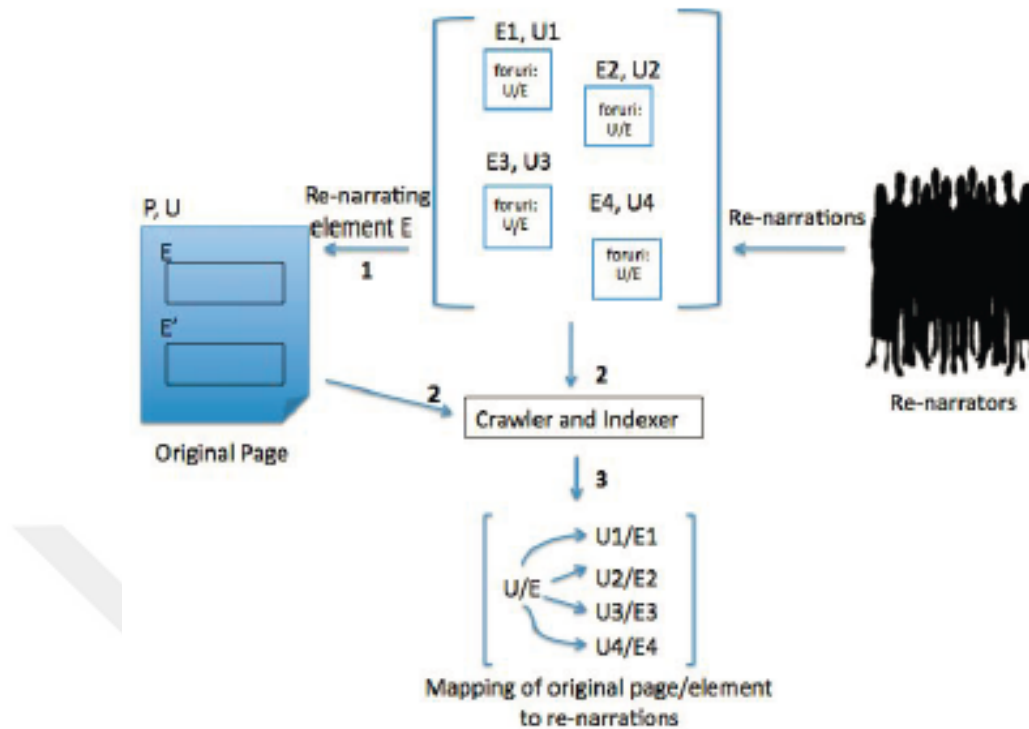 E1, U1
foruri:
U/E
E2, U2
foruri:
U/E
E3, U3
foruri:
U/E
E4, U4
foruri:
U/E
Re-narrating
element E
1
P, U
E
E'
Original Page
Re-narrations
Re-narrators
2
2
Crawler and Indexer
3
U/E
U1/E1
U2/E2
U3/E3
U4/E4
Mapping of original page/element
to re-narrations